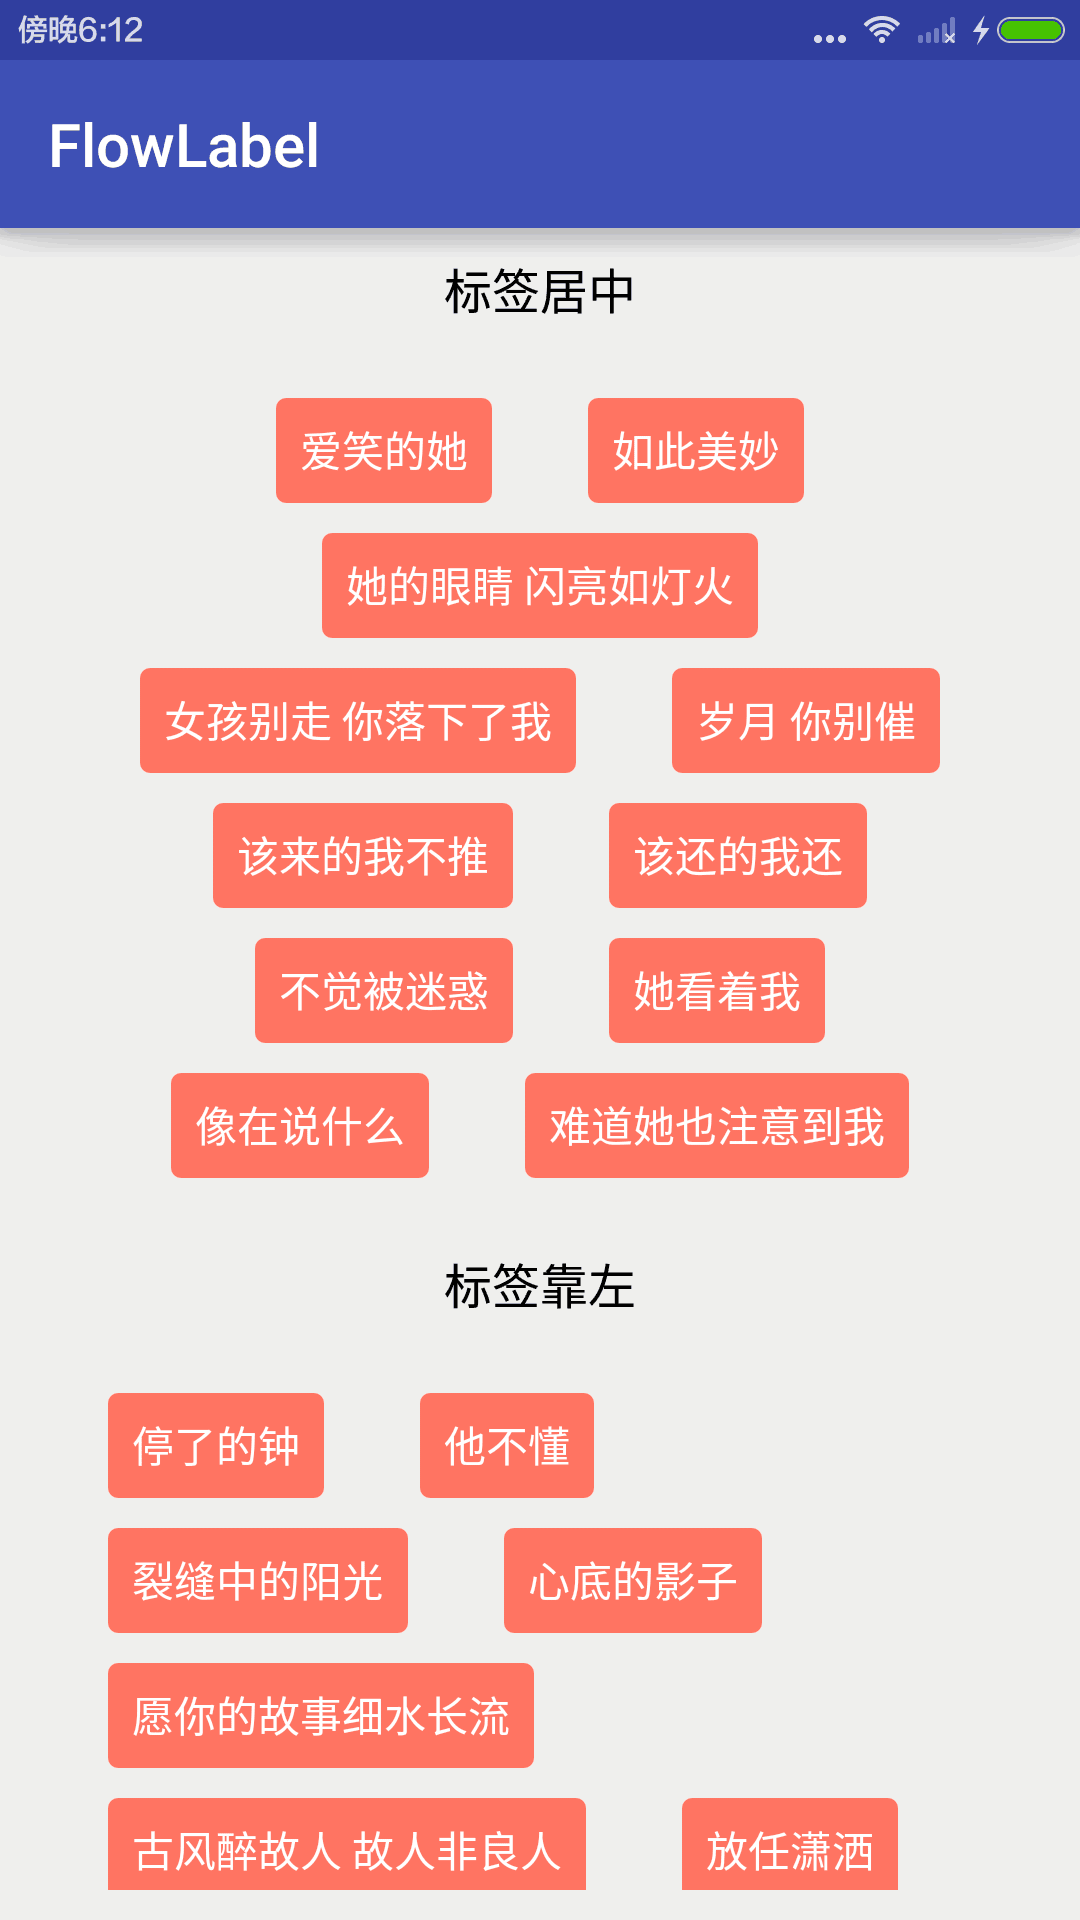 傍晚6:12
FlowLabel
标签居中
爱笑的她 如此美妙
她的眼睛 闪亮如灯火
女孩别走 你落下了我 岁月 你别催
该来的我不推 该还的我还
不觉被迷惑 她看着我
像在说什么 难道她也注意到我
标签靠左
停了的钟 他不懂
裂缝中的阳光 心底的影子
愿你的故事细水长流
古风醉故人 故人非良人 放任潇洒